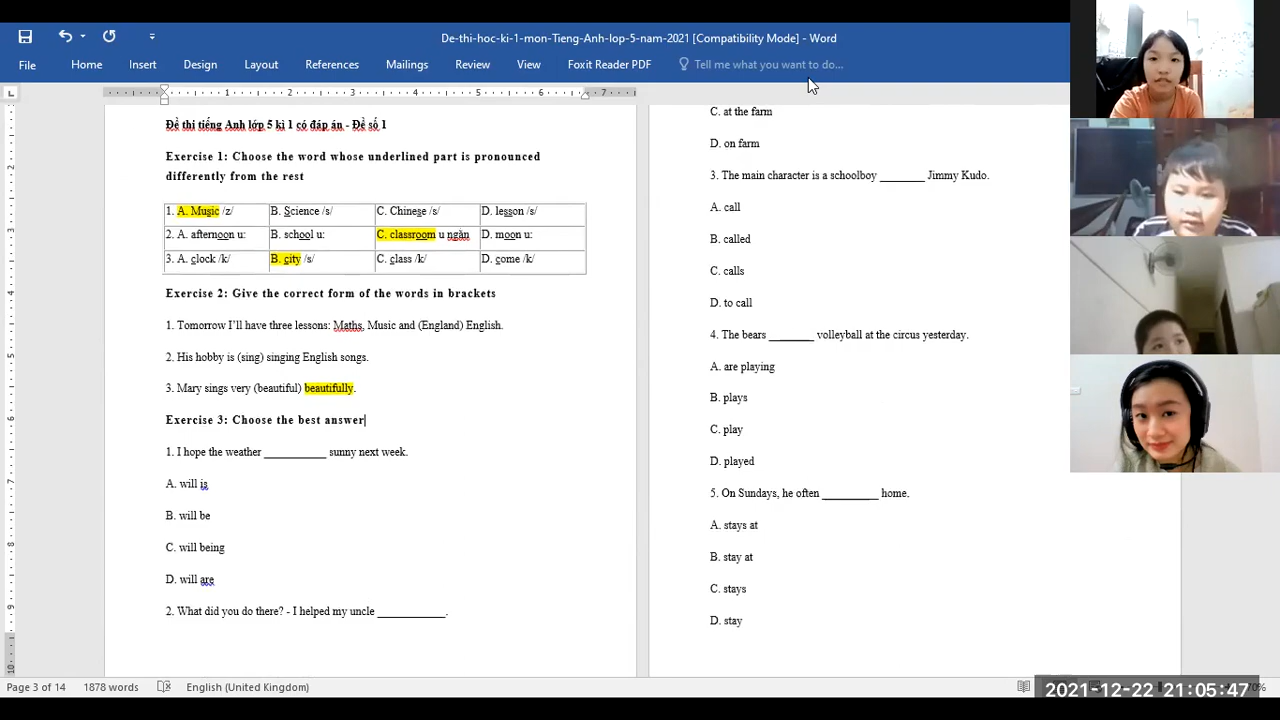 De-thi-hoc-ki-1-mon-Tieng-Anh-lop-5-nam-2021 [Compatibility Mode] - Word
File Home Insert Design Layout References Mailings Review View Foxit Reader PDF Tell me what you want to do...
1 2 3 4 5 6 7
Đề thi tiếng Anh lớp 5 kì 1 có đáp án - Đề số 1
Exercise 1: Choose the word whose underlined part is pronounced
differently from the rest
1. A. Music /z/ B. Science /s/ C. Chinese /s/ D. lesson /s/
2. A. afternoon u: B. school u: C. classroom u ngắn D. moon u:
3. A. clock /k/ B. city /s/ C. class /k/ D. come /k/
Exercise 2: Give the correct form of the words in brackets
1. Tomorrow I'll have three lessons: Maths, Music and (England) English.
2. His hobby is (sing) singing English songs.
3. Mary sings very (beautiful) beautifully.
Exercise 3: Choose the best answer
1. I hope the weather ___________ sunny next week.
A. will is
B. will be
C. will being
D. will are
2. What did you do there? - I helped my uncle ____________.
C. at the farm
D. on farm
3. The main character is a schoolboy ________ Jimmy Kudo.
A. call
B. called
C. calls
D. to call
4. The bears ________ volleyball at the circus yesterday.
A. are playing
B. plays
C. play
D. played
5. On Sundays, he often __________ home.
A. stays at
B. stay at
C. stays
D. stay
Page 3 of 14 1878 words English (United Kingdom)
2021-12-22 21:05:47